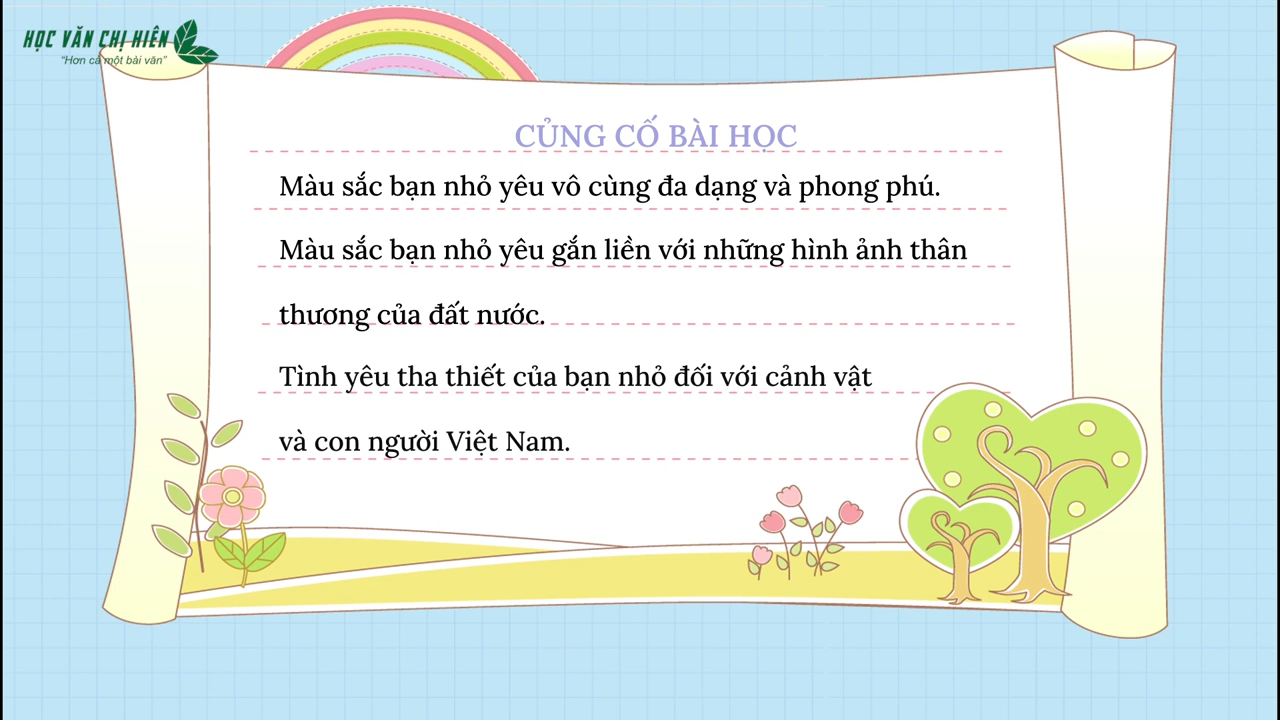 HỌC VĂN CHỊ HIÊN
“Hơn cả một bài văn”
CỦNG CỐ BÀI HỌC
Màu sắc bạn nhỏ yêu vô cùng đa dạng và phong phú.
Màu sắc bạn nhỏ yêu gắn liền với những hình ảnh thân
thương của đất nước.
Tình yêu tha thiết của bạn nhỏ đối với cảnh vật
và con người Việt Nam.